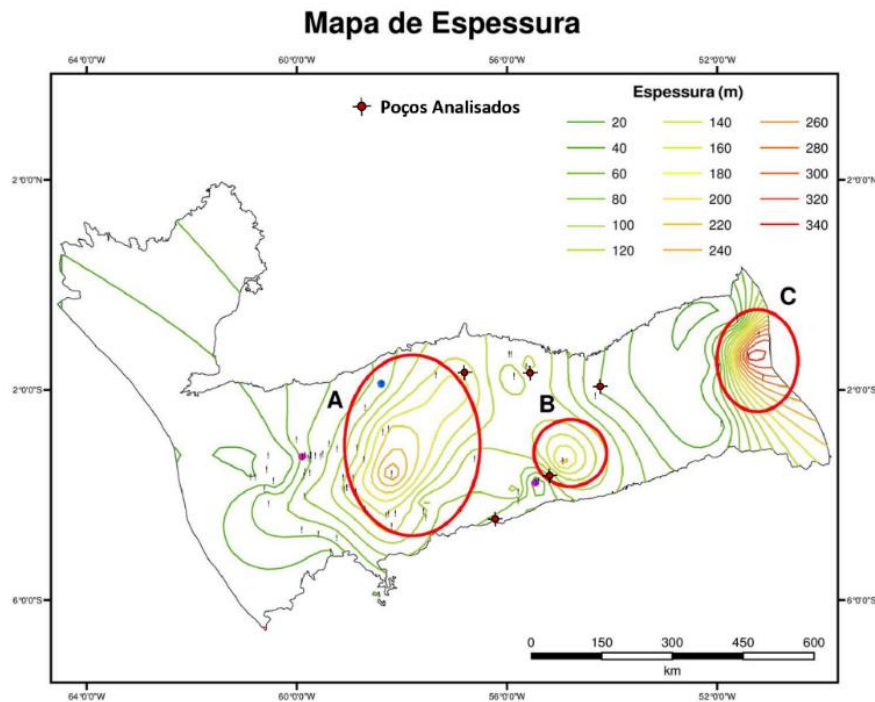 Mapa de Espessura
64°0'0"W 60°0'0"W 56°0'0"W 52°0'0"W
Poços Analisados
Espessura (m)
20 140 260
40 160 280
60 180 300
80 200 320
100 220 340
120 240
2°0'0"N 2°0'0"N
C
2°0'0"S 2°0'0"S
A
B
6°0'0"S 6°0'0"S
0 150 300 450 600
km
64°0'0"W 60°0'0"W 56°0'0"W 52°0'0"W